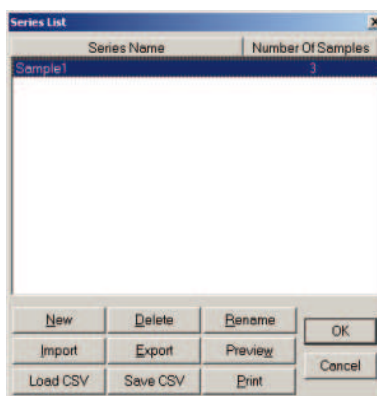 Series List
Series Name Number Of Samples
Sample1 3
New Delete Rename
OK
Import Export Preview
Cancel
Load CSV Save CSV Print